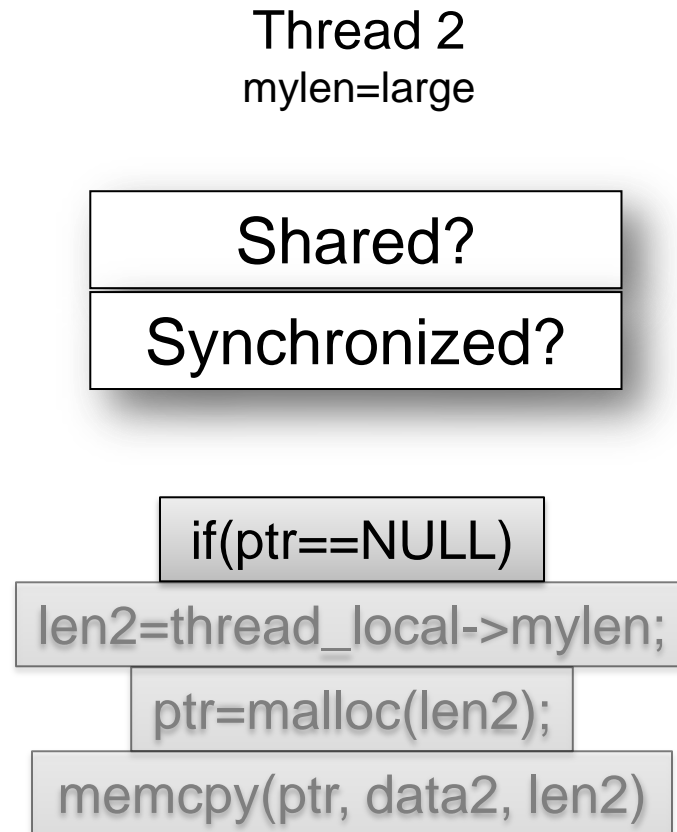 Thread 2
mylen=large
Shared?
Synchronized?
if(ptr==NULL)
len2=thread_local->mylen;
ptr=malloc(len2);
memcpy(ptr, data2, len2)